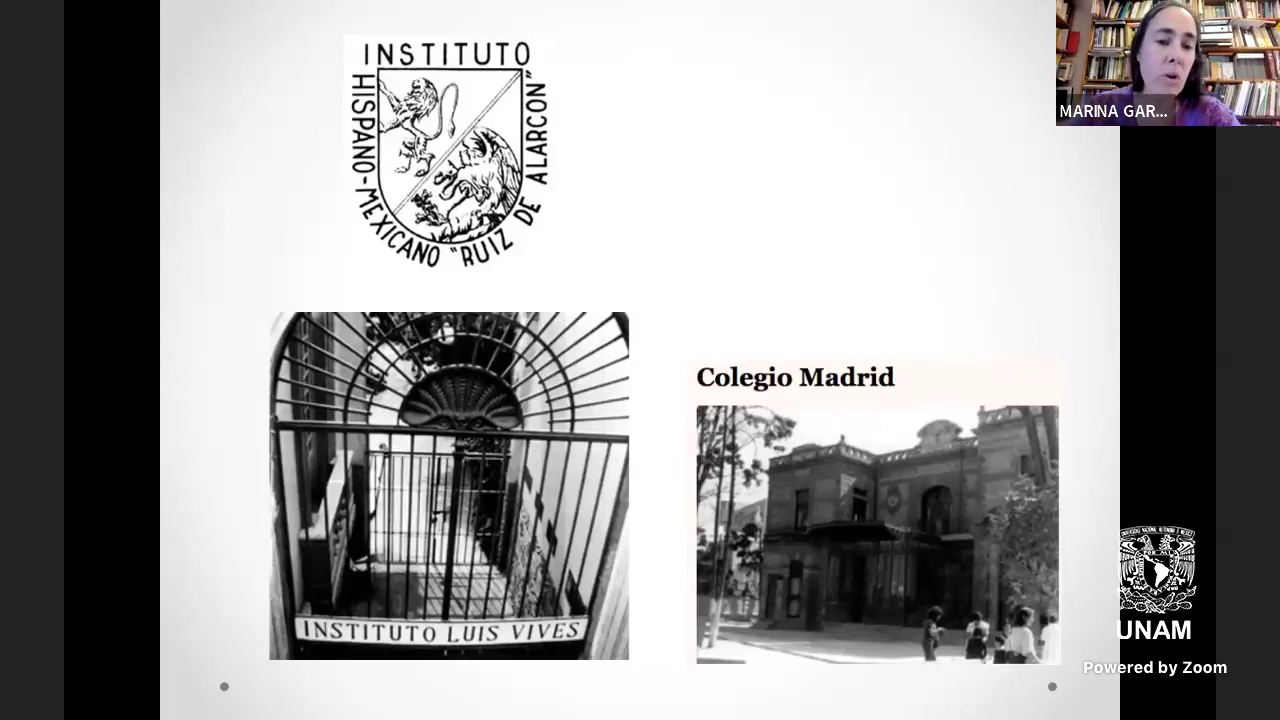 INSTITUTO
HISPANO-MEXICANO "RUIZ DE ALARCON"
MARINA GAR...
Colegio Madrid
INSTITUTO LUIS VIVES
UNAM
Powered by Zoom